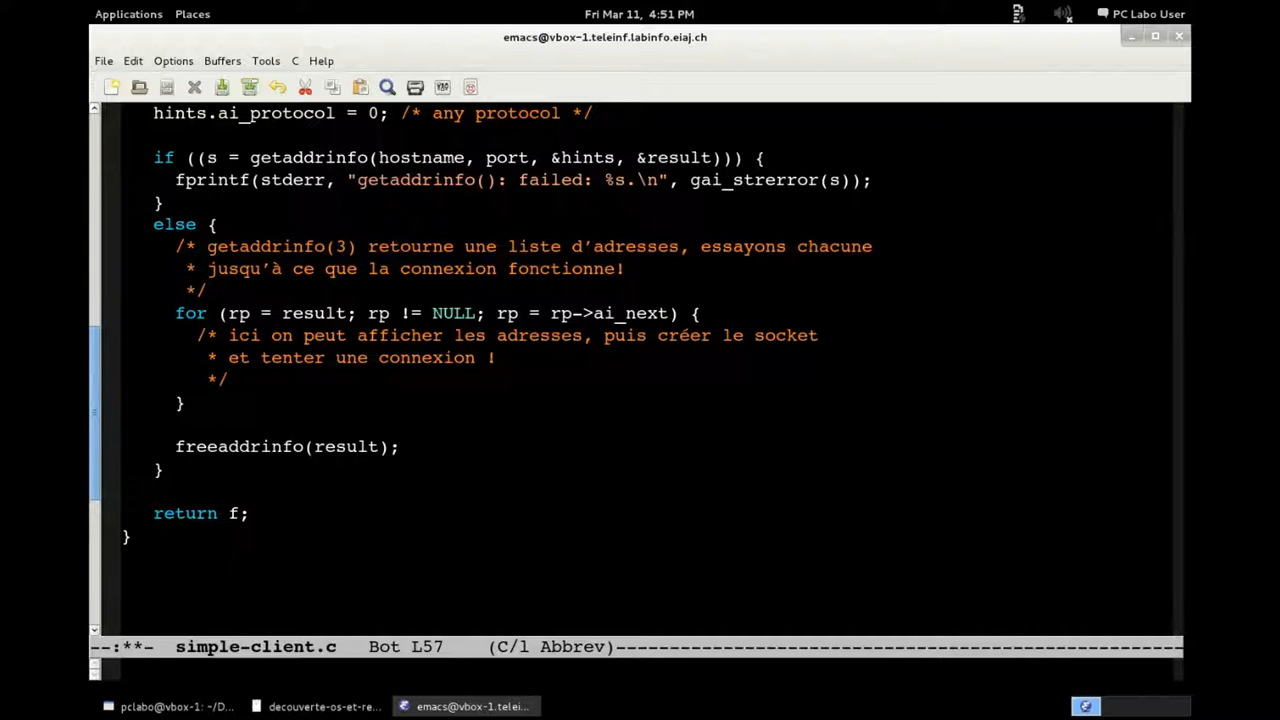 Applications Places Fri Mar 11, 4:51 PM PC Labo User
emacs@vbox-1.teleinf.labinfo.eiaj.ch
File Edit Options Buffers Tools C Help
hints.ai_protocol = 0; /* any protocol */
if ((s = getaddrinfo(hostname, port, &hints, &result))) {
fprintf(stderr, "getaddrinfo(): failed: %s.\n", gai_strerror(s));
}
else {
/* getaddrinfo(3) retourne une liste d’adresses, essayons chacune
* jusqu’à ce que la connexion fonctionne!
*/
for (rp = result; rp != NULL; rp = rp->ai_next) {
/* ici on peut afficher les adresses, puis créer le socket
* et tenter une connexion !
*/
}
freeaddrinfo(result);
}
return f;
}
--:**- simple-client.c Bot L57 (C/l Abbrev)-----------------------------------------------------
pclabo@vbox-1: ~/D... decouverte-os-et-re... emacs@vbox-1.telei...